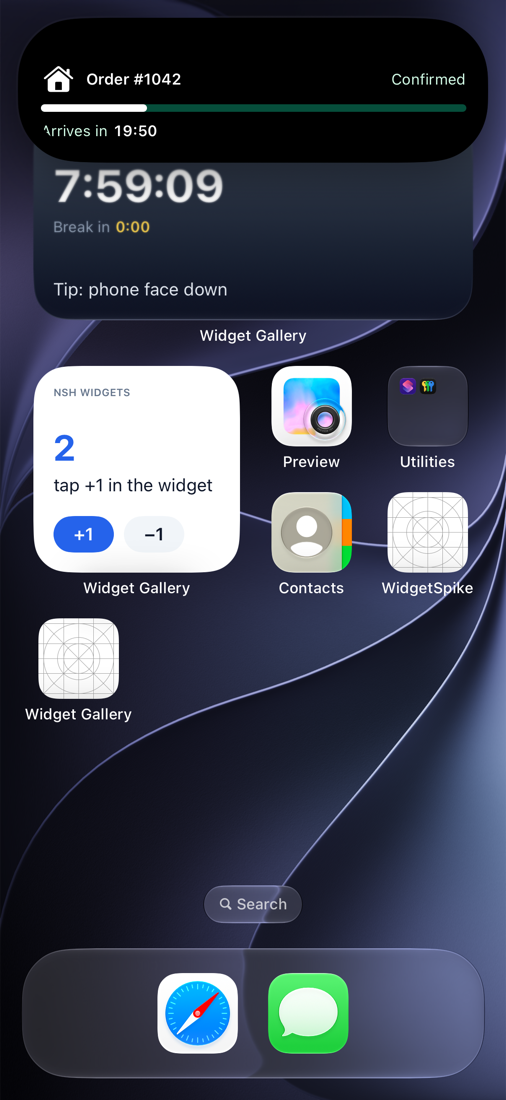 Order #1042 Confirmed
Arrives in 19:50
7:59:09
Break in 0:00
Tip: phone face down
Widget Gallery
NSH WIDGETS
2
tap +1 in the widget
+1 −1
Widget Gallery
Preview
Utilities
Contacts
WidgetSpike
Widget Gallery
Search